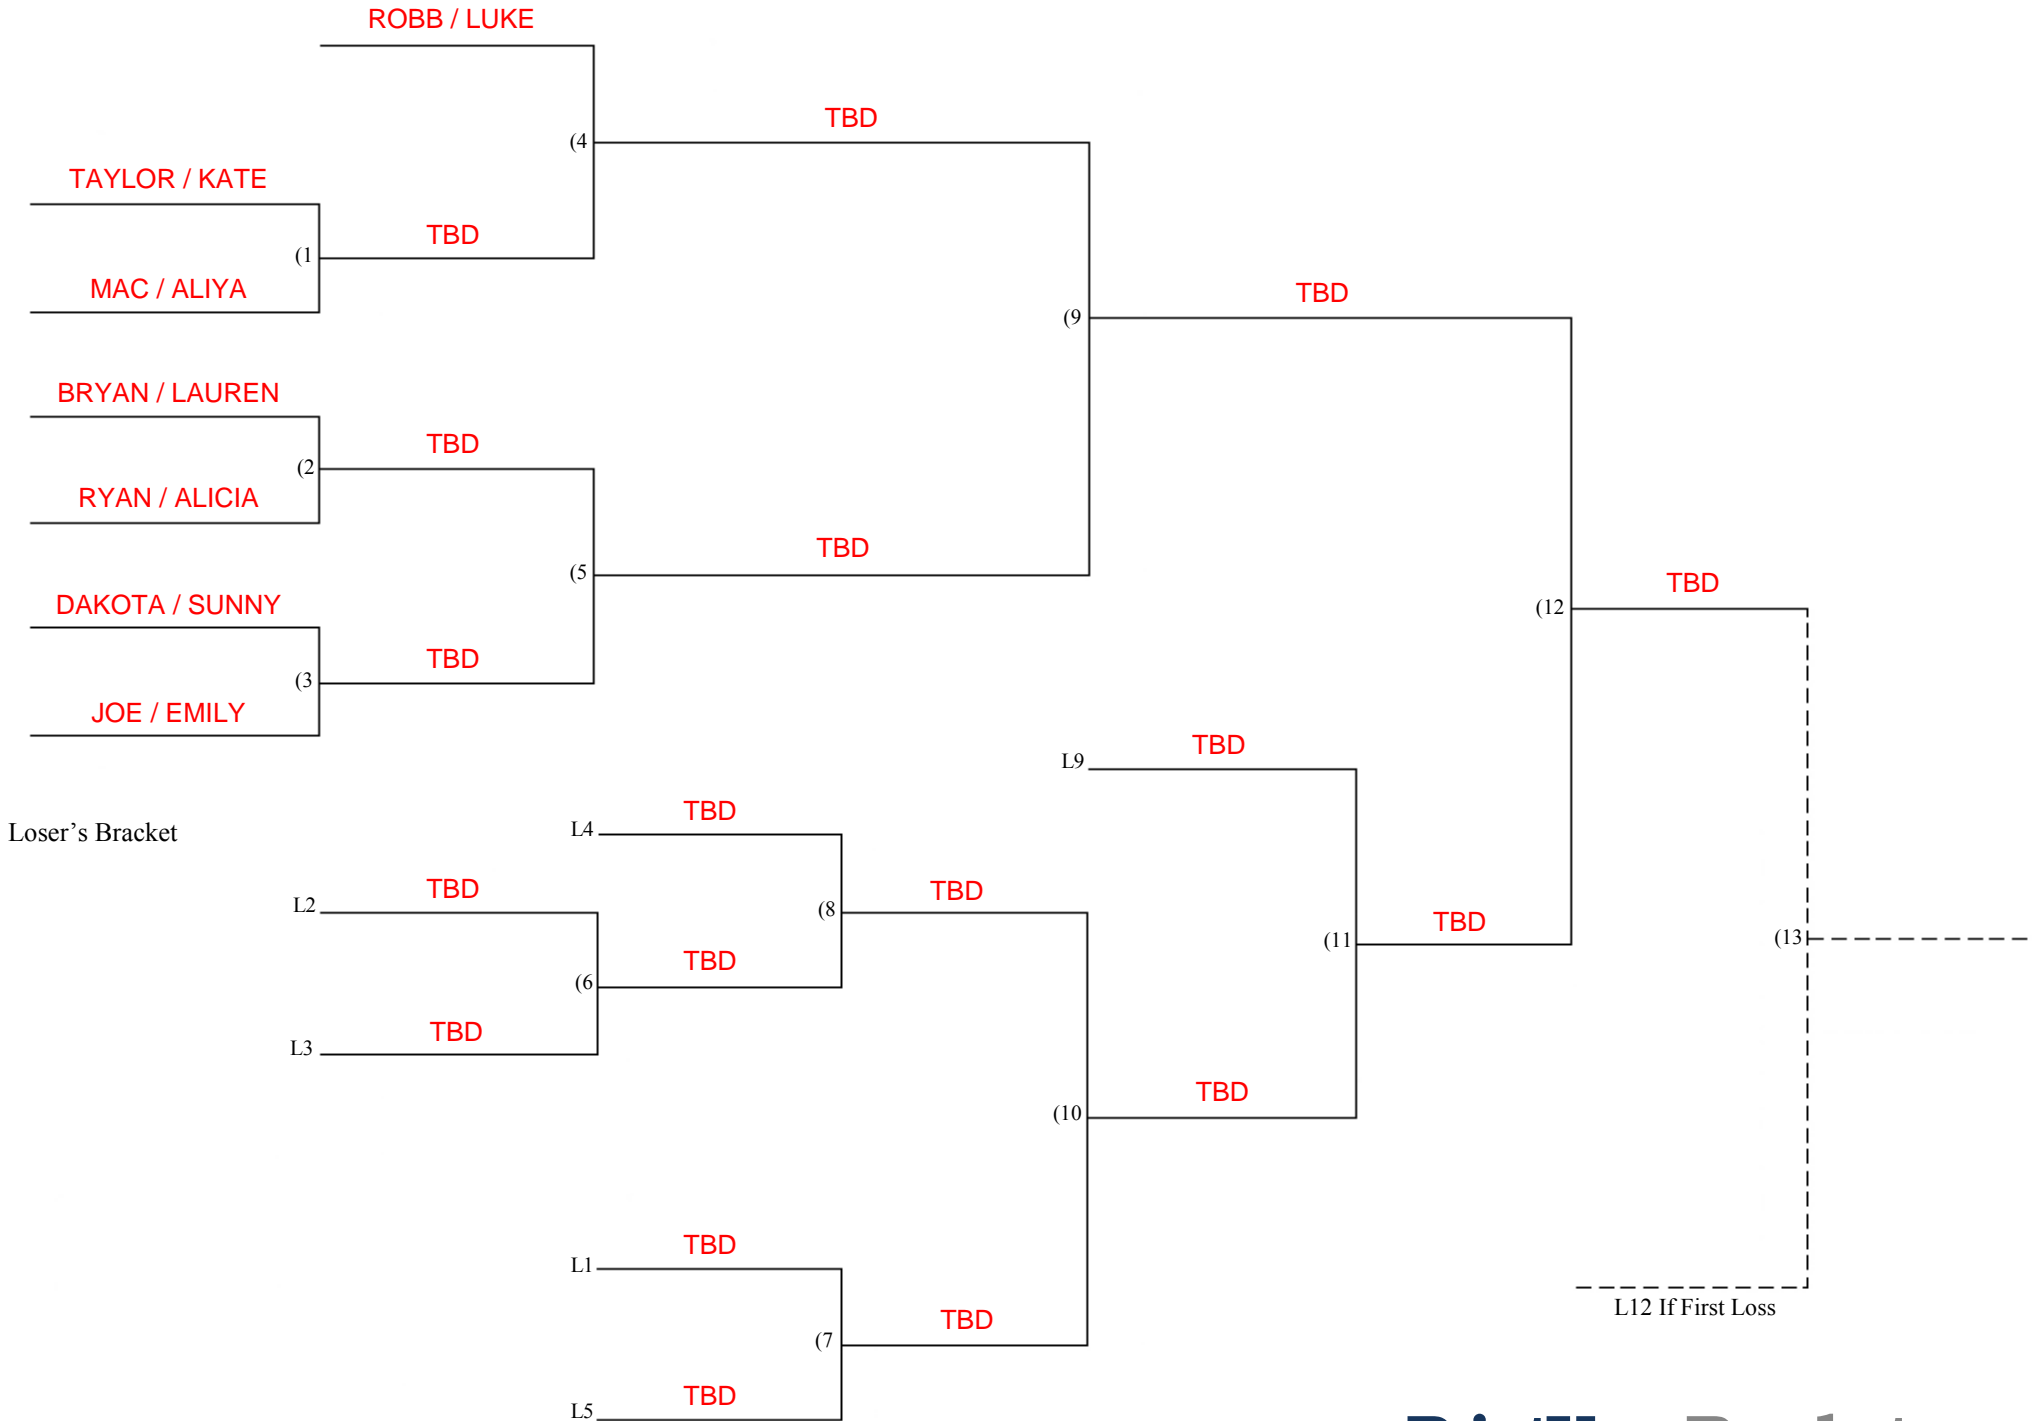 ROBB / LUKE
TBD
(4
TAYLOR / KATE
TBD
(1
MAC / ALIYA
TBD
(9
BRYAN / LAUREN
TBD
(2
RYAN / ALICIA
TBD
(5
DAKOTA / SUNNY
TBD
(12
TBD
(3
JOE / EMILY
TBD
L9
TBD
L4
Loser’s Bracket
TBD
L2
TBD
(8
TBD
(11
(13
TBD
(6
TBD
L3
TBD
(10
TBD
L1
L12 If First Loss
TBD
(7
TBD
L5